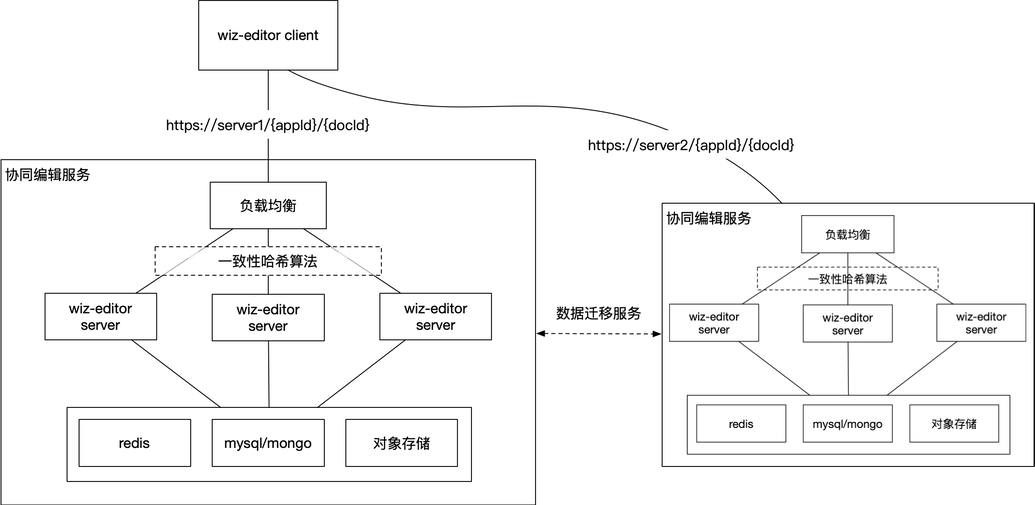 wiz-editor client
https://server1/{appId}/{docId}
https://server2/{appId}/{docId}
协同编辑服务
负载均衡
一致性哈希算法
wiz-editor
server
wiz-editor
server
wiz-editor
server
redis
mysql/mongo
对象存储
数据迁移服务
协同编辑服务
负载均衡
一致性哈希算法
wiz-editor
server
wiz-editor
server
wiz-editor
server
redis
mysql/mongo
对象存储